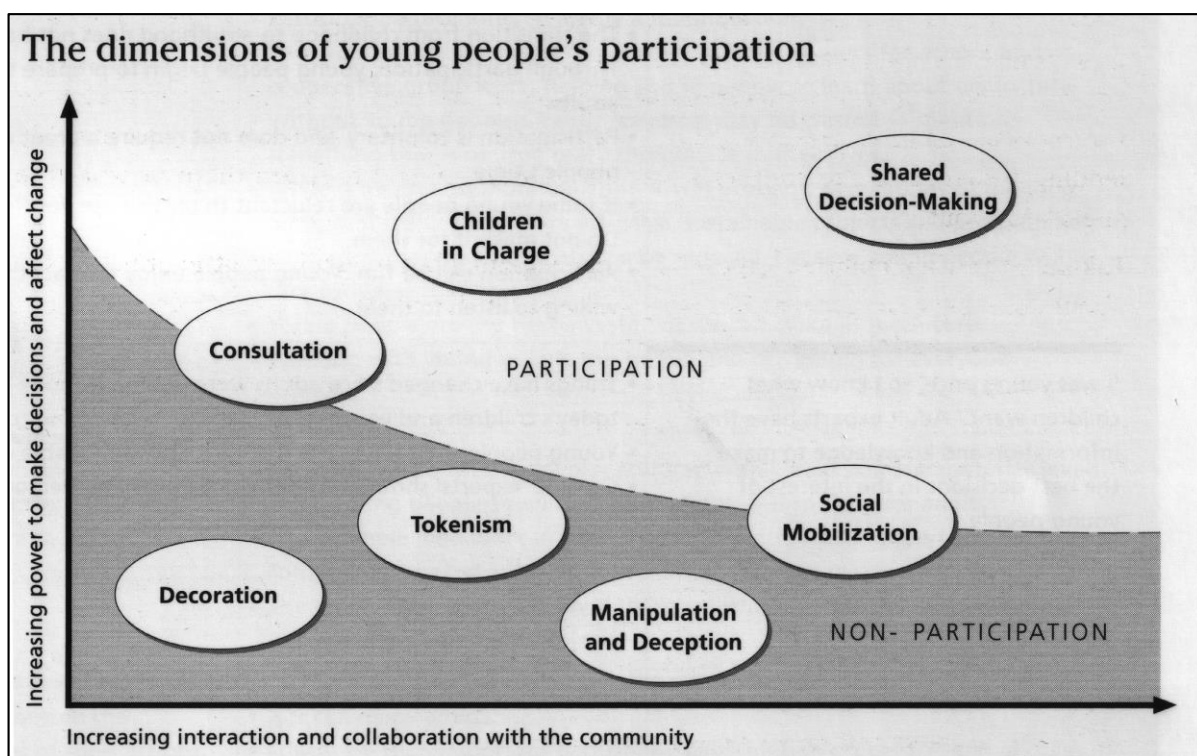 The dimensions of young people's participation
Increasing power to make decisions and affect change
Shared
Decision-Making
Children
in Charge
Consultation
PARTICIPATION
Tokenism
Social
Mobilization
Decoration
Manipulation
and Deception
NON- PARTICIPATION
Increasing interaction and collaboration with the community